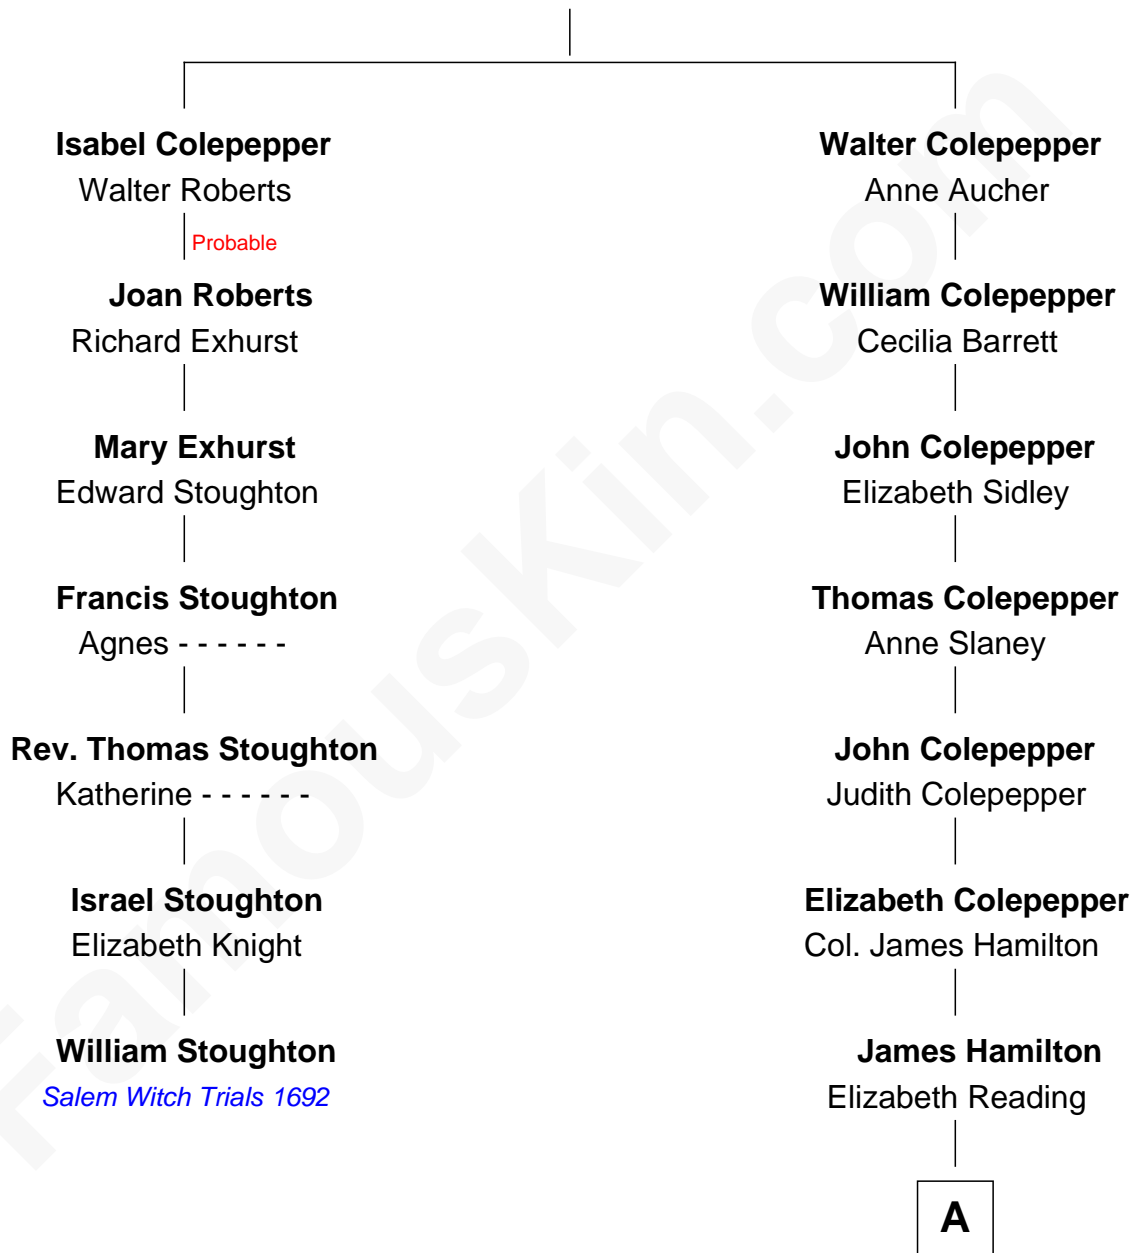 Isabel Colepepper
Walter Roberts
Probable
Joan Roberts
Richard Exhurst
Mary Exhurst
Edward Stoughton
Francis Stoughton
Agnes - - - - - -
Rev. Thomas Stoughton
Katherine - - - - - -
Israel Stoughton
Elizabeth Knight
William Stoughton
Salem Witch Trials 1692
Walter Colepepper
Anne Aucher
William Colepepper
Cecilia Barrett
John Colepepper
Elizabeth Sidley
Thomas Colepepper
Anne Slaney
John Colepepper
Judith Colepepper
Elizabeth Colepepper
Col. James Hamilton
James Hamilton
Elizabeth Reading
A
FamousKin.com